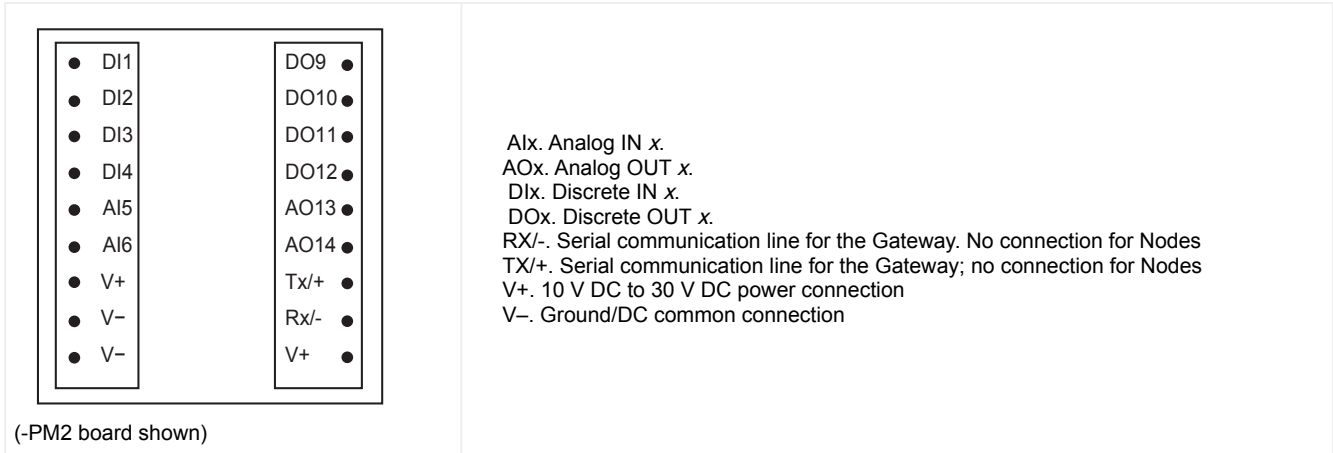 DI1
DI2
DI3
DI4
AI5
AI6
V+
V−
V−
DO9
DO10
DO11
DO12
AO13
AO14
Tx/+
Rx/-
V+
(-PM2 board shown)
AIx. Analog IN x.
AOx. Analog OUT x.
DIx. Discrete IN x.
DOx. Discrete OUT x.
RX/-. Serial communication line for the Gateway. No connection for Nodes
TX/+. Serial communication line for the Gateway; no connection for Nodes
V+. 10 V DC to 30 V DC power connection
V–. Ground/DC common connection